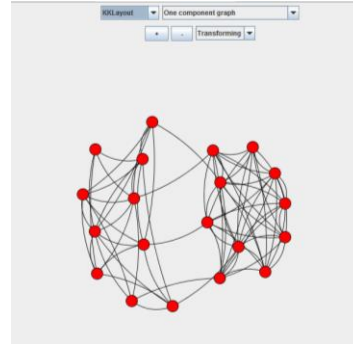 KKLayout One component graph
+ - Transforming